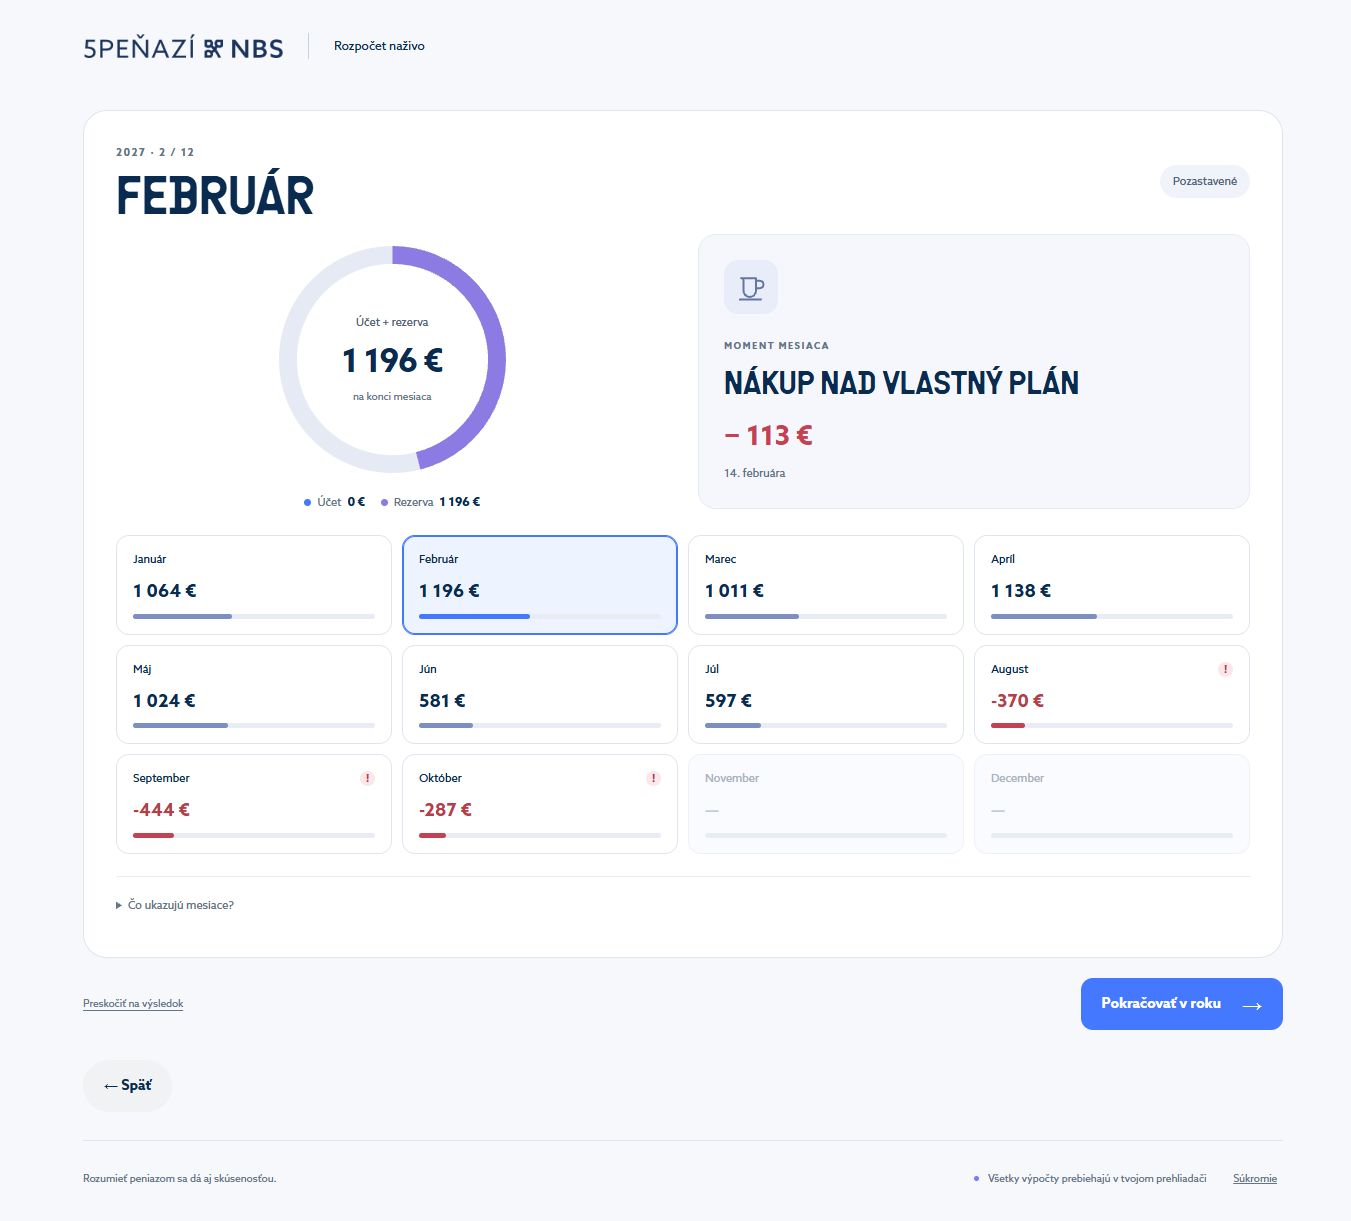 5PEŇAZÍ NBS
Rozpočet naživo
2027 · 2 / 12
FEBRUÁR
Pozastavené
Účet + rezerva
1 196 €
na konci mesiaca
Účet 0 € Rezerva 1 196 €
MOMENT MESIACA
NÁKUP NAD VLASTNÝ PLÁN
– 113 €
14. februára
Január
1 064 €
Február
1 196 €
Marec
1 011 €
Apríl
1 138 €
Máj
1 024 €
Jún
581 €
Júl
597 €
August !
-370 €
September !
-444 €
Október !
-287 €
November
—
December
—
▶ Čo ukazujú mesiace?
Preskočiť na výsledok
Pokračovať v roku →
← Späť
Rozumieť peniazom sa dá aj skúsenosťou.
Všetky výpočty prebiehajú v tvojom prehliadači
Súkromie